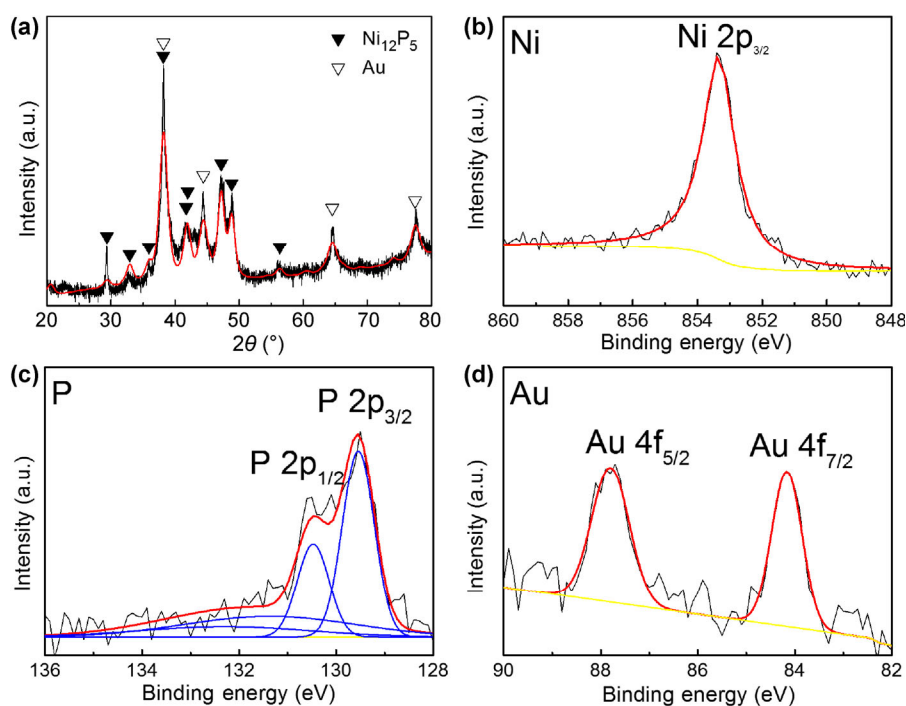 (a)
▼ Ni₁₂P₅
▽ Au
Intensity (a.u.)
20 30 40 50 60 70 80
2θ (°)
(b)
Ni
Ni 2p₃/₂
Intensity (a.u.)
860 858 856 854 852 850 848
Binding energy (eV)
(c)
P
P 2p₃/₂
P 2p₁/₂
Intensity (a.u.)
136 134 132 130 128
Binding energy (eV)
(d)
Au
Au 4f₅/₂
Au 4f₇/₂
Intensity (a.u.)
90 88 86 84 82
Binding energy (eV)